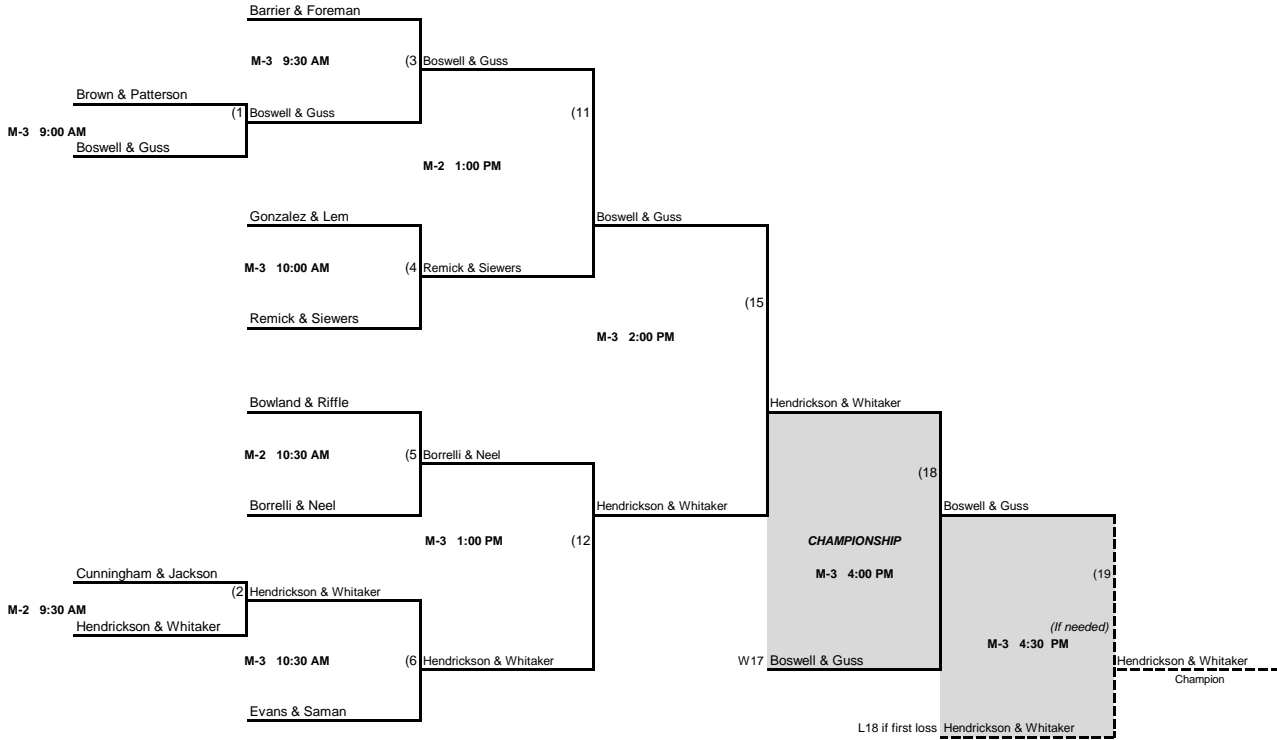 Barrier & Foreman
M-3 9:30 AM
(3
Boswell & Guss
Brown & Patterson
(1
Boswell & Guss
(11
M-3 9:00 AM
Boswell & Guss
M-2 1:00 PM
Gonzalez & Lem
Boswell & Guss
M-3 10:00 AM
(4
Remick & Siewers
(15
Remick & Siewers
M-3 2:00 PM
Bowland & Riffle
Hendrickson & Whitaker
M-2 10:30 AM
(5
Borrelli & Neel
(18
Borrelli & Neel
Hendrickson & Whitaker
Boswell & Guss
M-3 1:00 PM
(12
CHAMPIONSHIP
Cunningham & Jackson
M-3 4:00 PM
(19
(2
Hendrickson & Whitaker
M-2 9:30 AM
Hendrickson & Whitaker
(If needed)
M-3 4:30 PM
M-3 10:30 AM
(6
Hendrickson & Whitaker
W17
Boswell & Guss
Hendrickson & Whitaker
Champion
Evans & Saman
L18 if first loss
Hendrickson & Whitaker